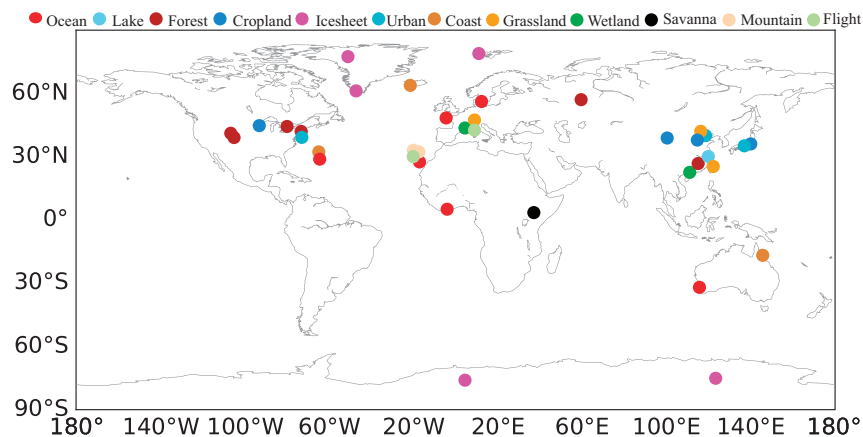 Ocean Lake Forest Cropland Icesheet Urban Coast Grassland Wetland Savanna Mountain Flight
60°N
30°N
0°
30°S
60°S
90°S
180° 140°W 100°W 60°W 20°W 20°E 60°E 100°E 140°E 180°